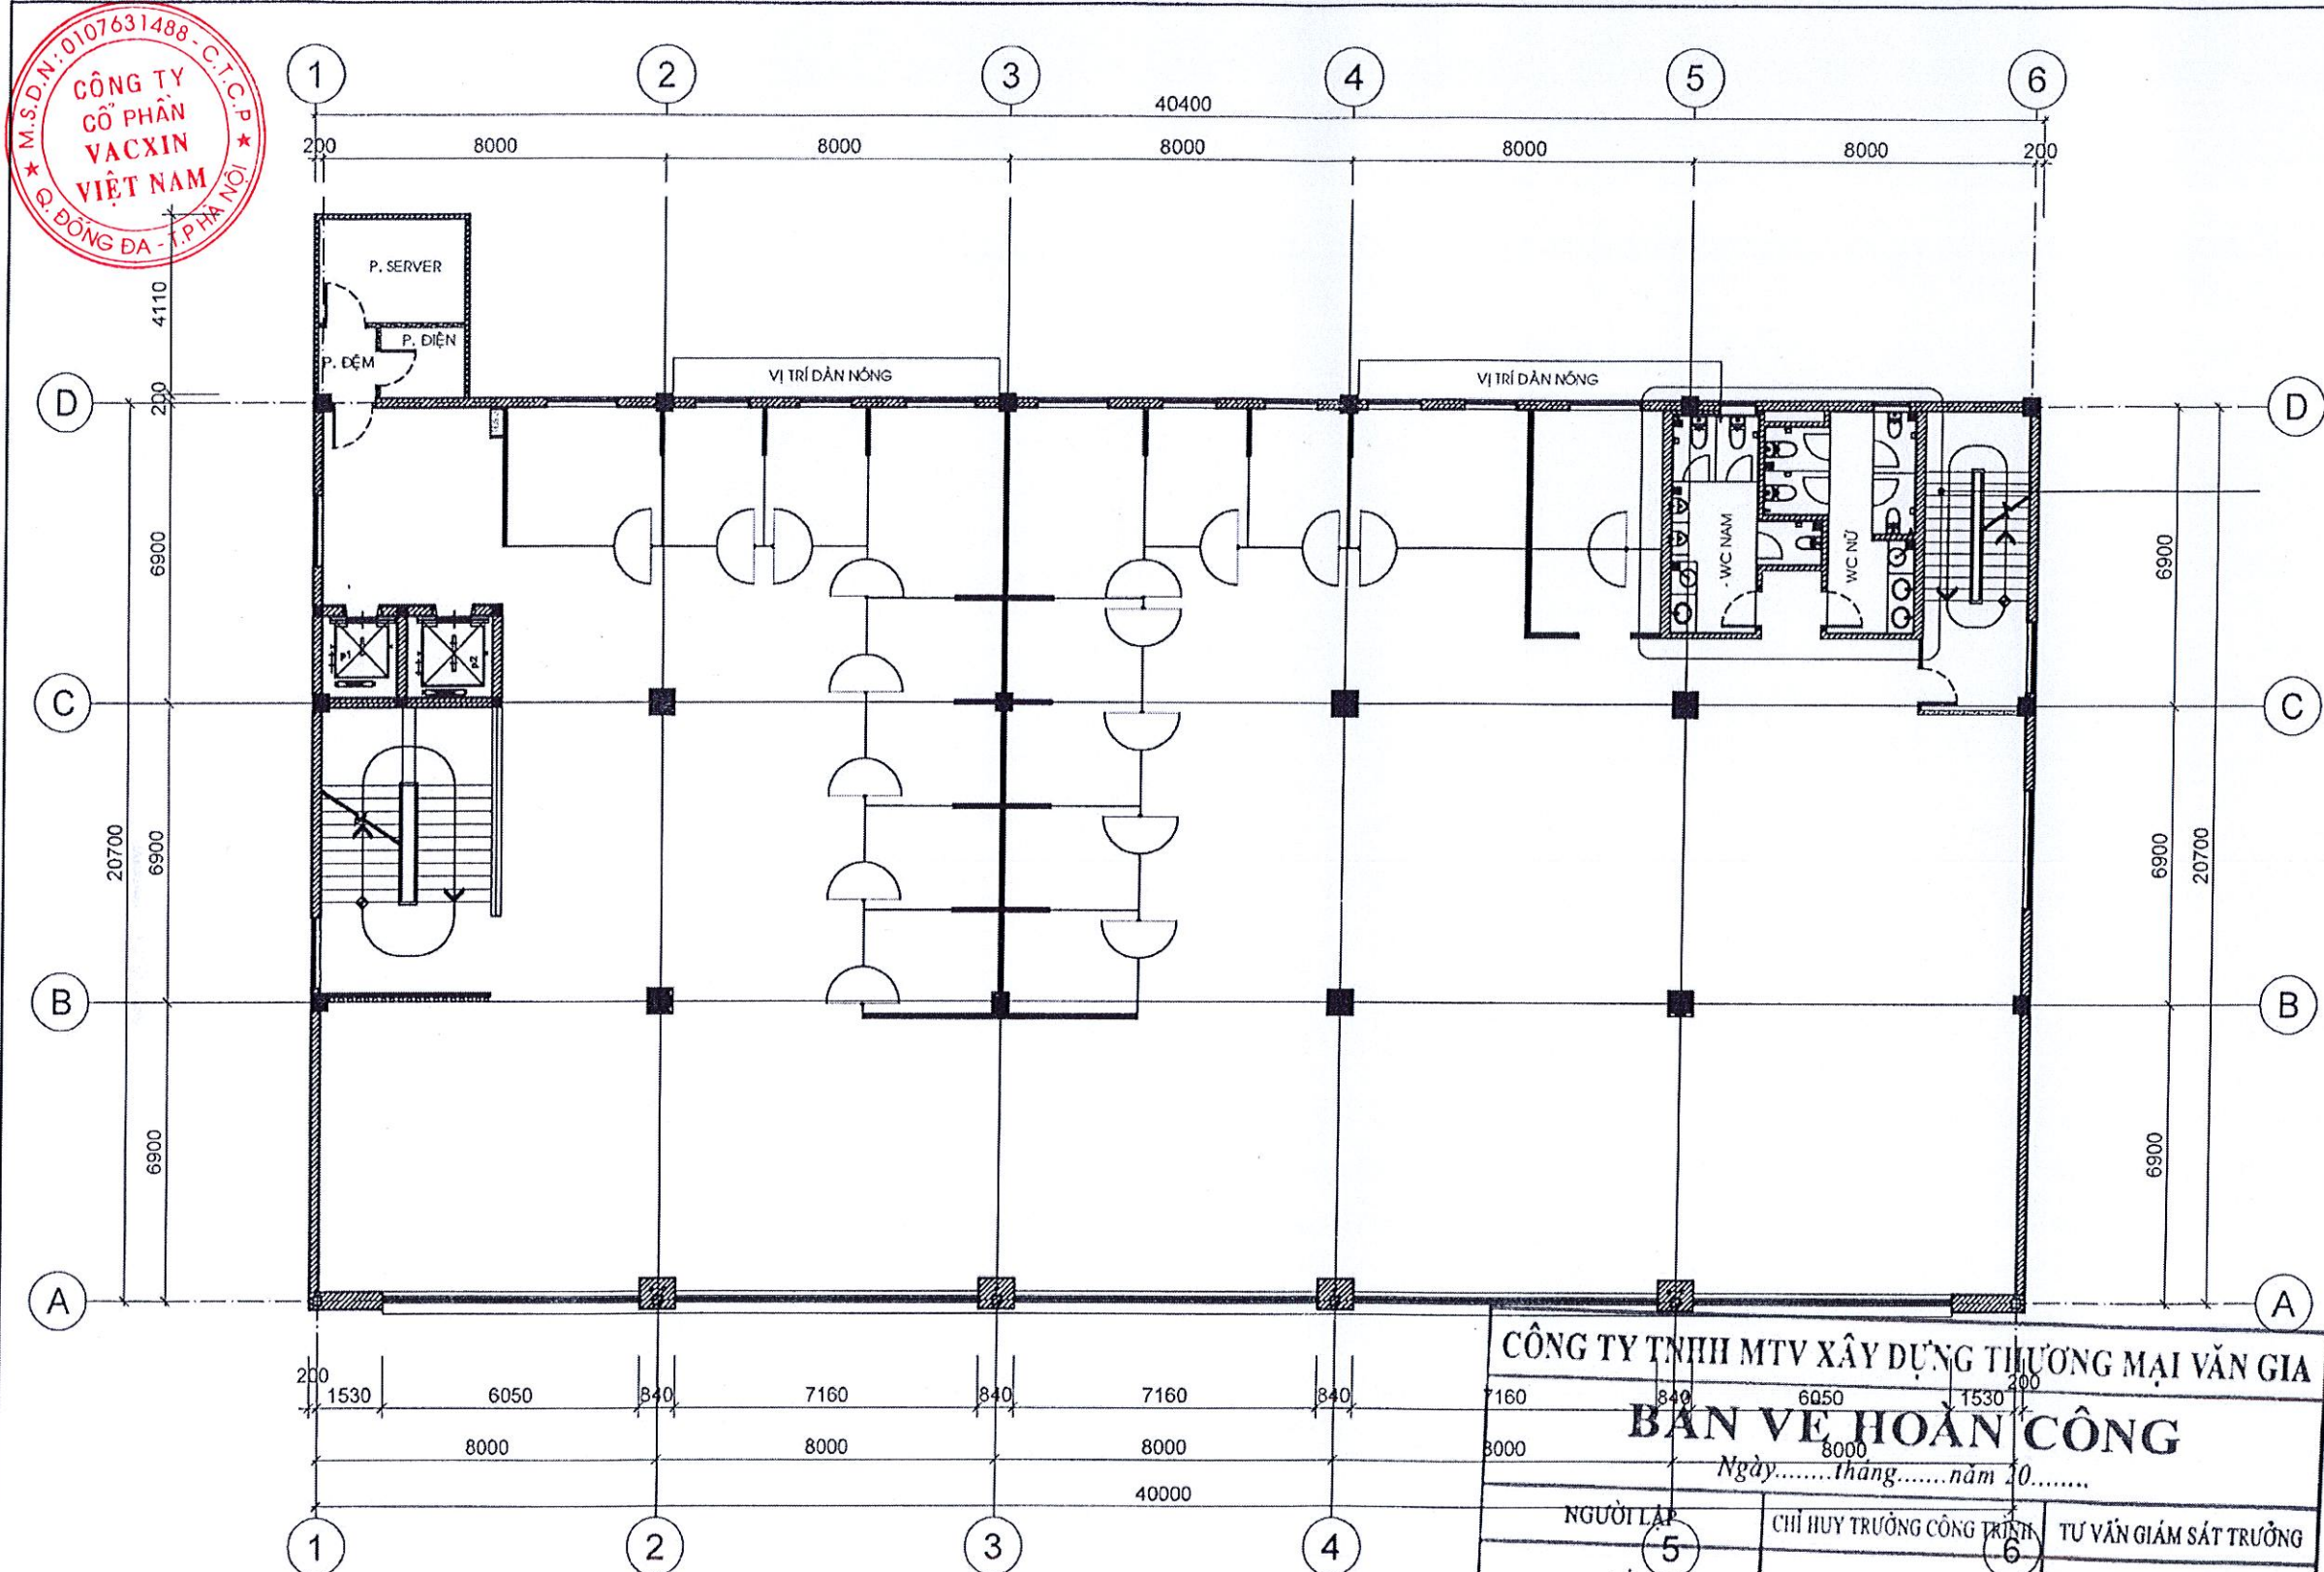 M.S.D.N: 0107631488 - C.T.C.P
CÔNG TY
CỔ PHẦN
VACXIN
VIỆT NAM
Q. ĐỐNG ĐA - T.P HÀ NỘI
1 2 3 4 5 6
40400
200 8000 8000 8000 8000 8000 200
P. SERVER
4110
P. ĐIỆN
P. ĐỆM
VỊ TRÍ DÀN NÓNG
VỊ TRÍ DÀN NÓNG
200
D D
6900
WC NAM
WC NỮ
6900
P1
P2
C C
20700
6900
6900
20700
B B
6900
6900
A A
CÔNG TY TNHH MTV XÂY DỰNG THƯƠNG MẠI VĂN GIA
200 1530 6050 840 7160 840 7160 840 7160 840 6050 1530 200
BẢN VẼ HOÀN CÔNG
8000 8000 8000 8000 8000
Ngày........tháng.......năm 20........
40000
NGƯỜI LẬP
CHỈ HUY TRƯỞNG CÔNG TRÌNH
TƯ VẤN GIÁM SÁT TRƯỞNG
1 2 3 4 5 6